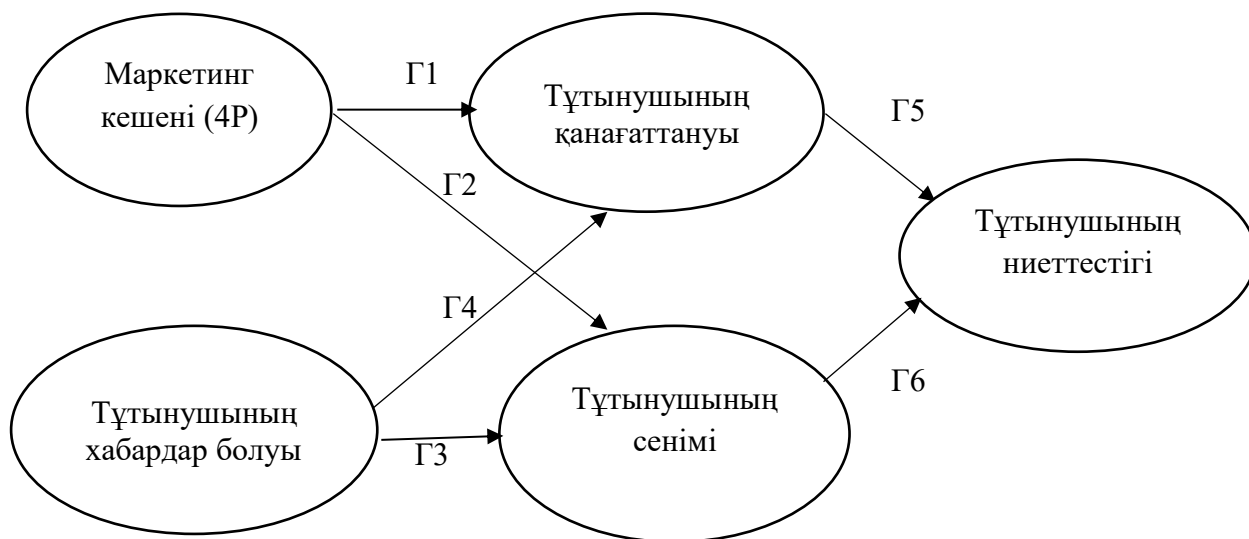 Маркетинг
кешені (4P)
Г1
Тұтынушының
қанағаттануы
Г5
Г2
Тұтынушының
ниеттестігі
Г4
Г6
Тұтынушының
хабардар болуы
Г3
Тұтынушының
сенімі